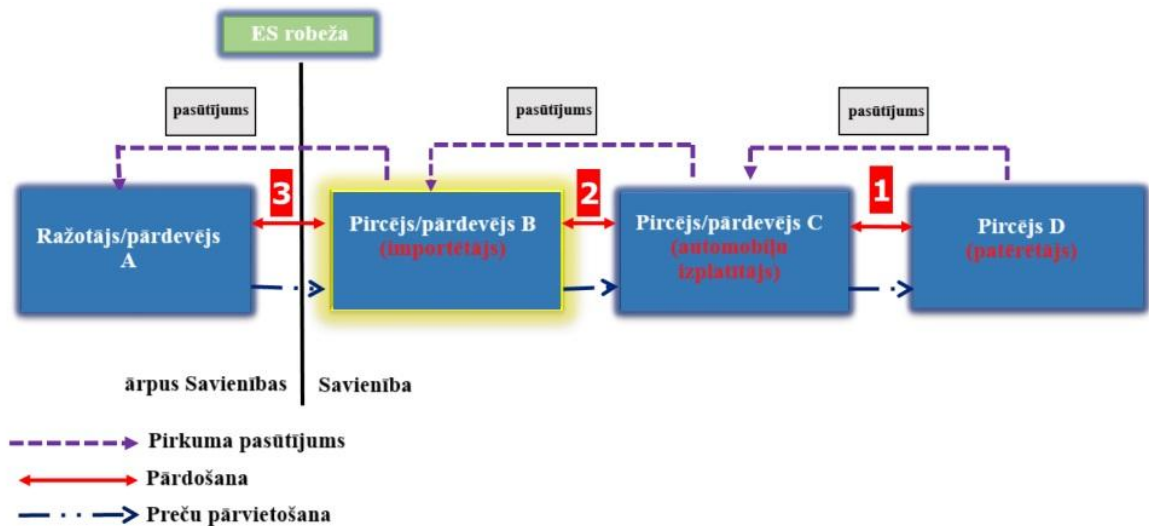 ES robeža
pasūtījums
pasūtījums
pasūtījums
3
2
1
Ražotājs/pārdevējs
A
Pircējs/pārdevējs B
(importētājs)
Pircējs/pārdevējs C
(automobiļu
izplatītājs)
Pircējs D
(patērētājs)
ārpus Savienības
Savienība
Pirkuma pasūtījums
Pārdošana
Preču pārvietošana